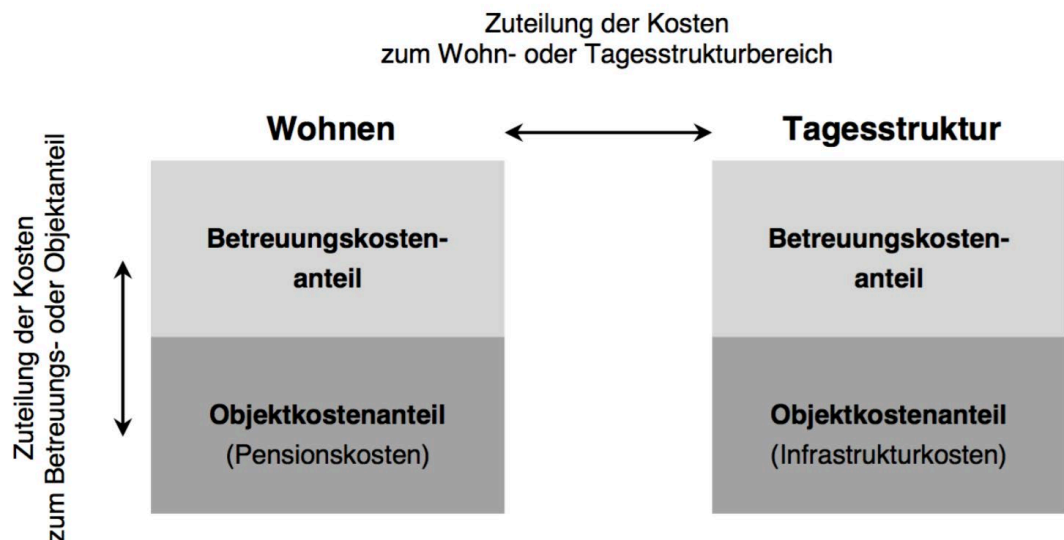 Zuteilung der Kosten
zum Wohn- oder Tagesstrukturbereich
Wohnen
Tagesstruktur
Zuteilung der Kosten
zum Betreuungs- oder Objektanteil
Betreuungskosten-
anteil
Betreuungskosten-
anteil
Objektkostenanteil
(Pensionskosten)
Objektkostenanteil
(Infrastrukturkosten)